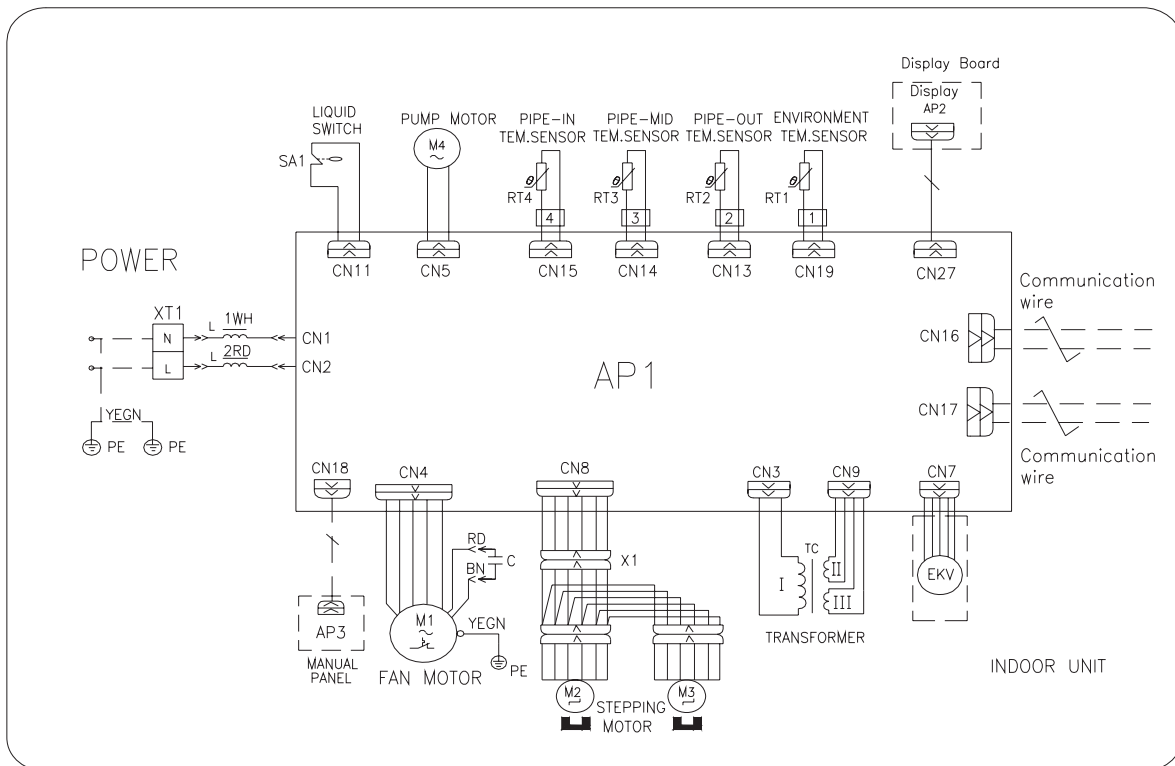 Display Board
Display
AP2
LIQUID
SWITCH
PUMP MOTOR
PIPE-IN
TEM.SENSOR
PIPE-MID
TEM.SENSOR
PIPE-OUT
TEM.SENSOR
ENVIRONMENT
TEM.SENSOR
SA1
M4
θ
RT4
θ
RT3
θ
RT2
θ
RT1
4
3
2
1
CN11
CN5
CN15
CN14
CN13
CN19
CN27
POWER
XT1
N
L
L
1WH
L
2RD
CN1
CN2
AP1
CN16
Communication
wire
CN17
Communication
wire
YEGN
PE
PE
CN18
CN4
CN8
CN3
CN9
CN7
RD
BN
C
X1
I
TC
II
III
TRANSFORMER
EKV
AP3
MANUAL
PANEL
M1
YEGN
PE
FAN MOTOR
M2
M3
STEPPING
MOTOR
INDOOR UNIT